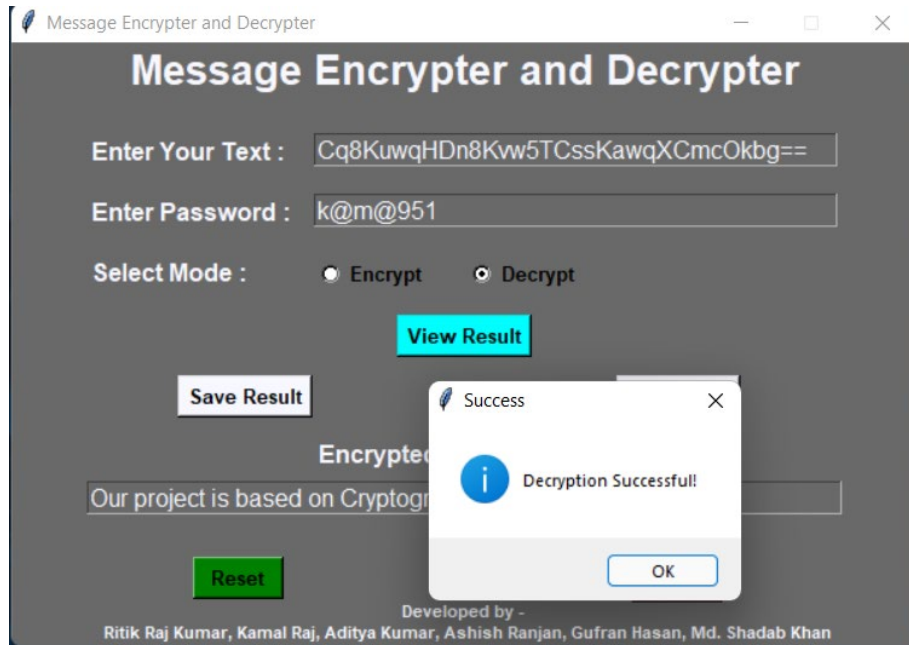 Message Encrypter and Decrypter
Message Encrypter and Decrypter
Enter Your Text : Cq8KuwqHDn8Kvw5TCssKawqXCmcOkbg==
Enter Password : k@m@951
Select Mode : Encrypt Decrypt
View Result
Save Result
Success
Decryption Successful!
OK
Our project is based on
Reset
Developed by -
Ritik Raj Kumar, Kamal Raj, Aditya Kumar, Ashish Ranjan, Gufran Hasan, Md. Shadab Khan